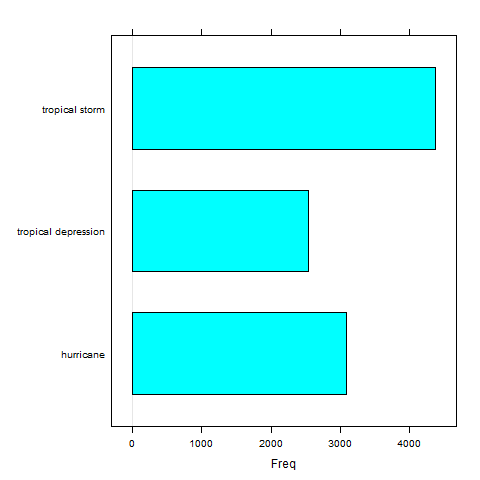 tropical storm
tropical depression
hurricane
0 1000 2000 3000 4000
Freq